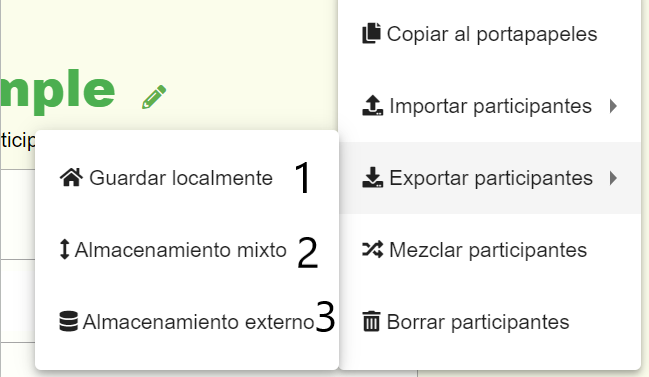 Copiar al portapapeles
mple
Importar participantes
ticip
Guardar localmente 1
Exportar participantes
Almacenamiento mixto 2
Mezclar participantes
Almacenamiento externo 3
Borrar participantes